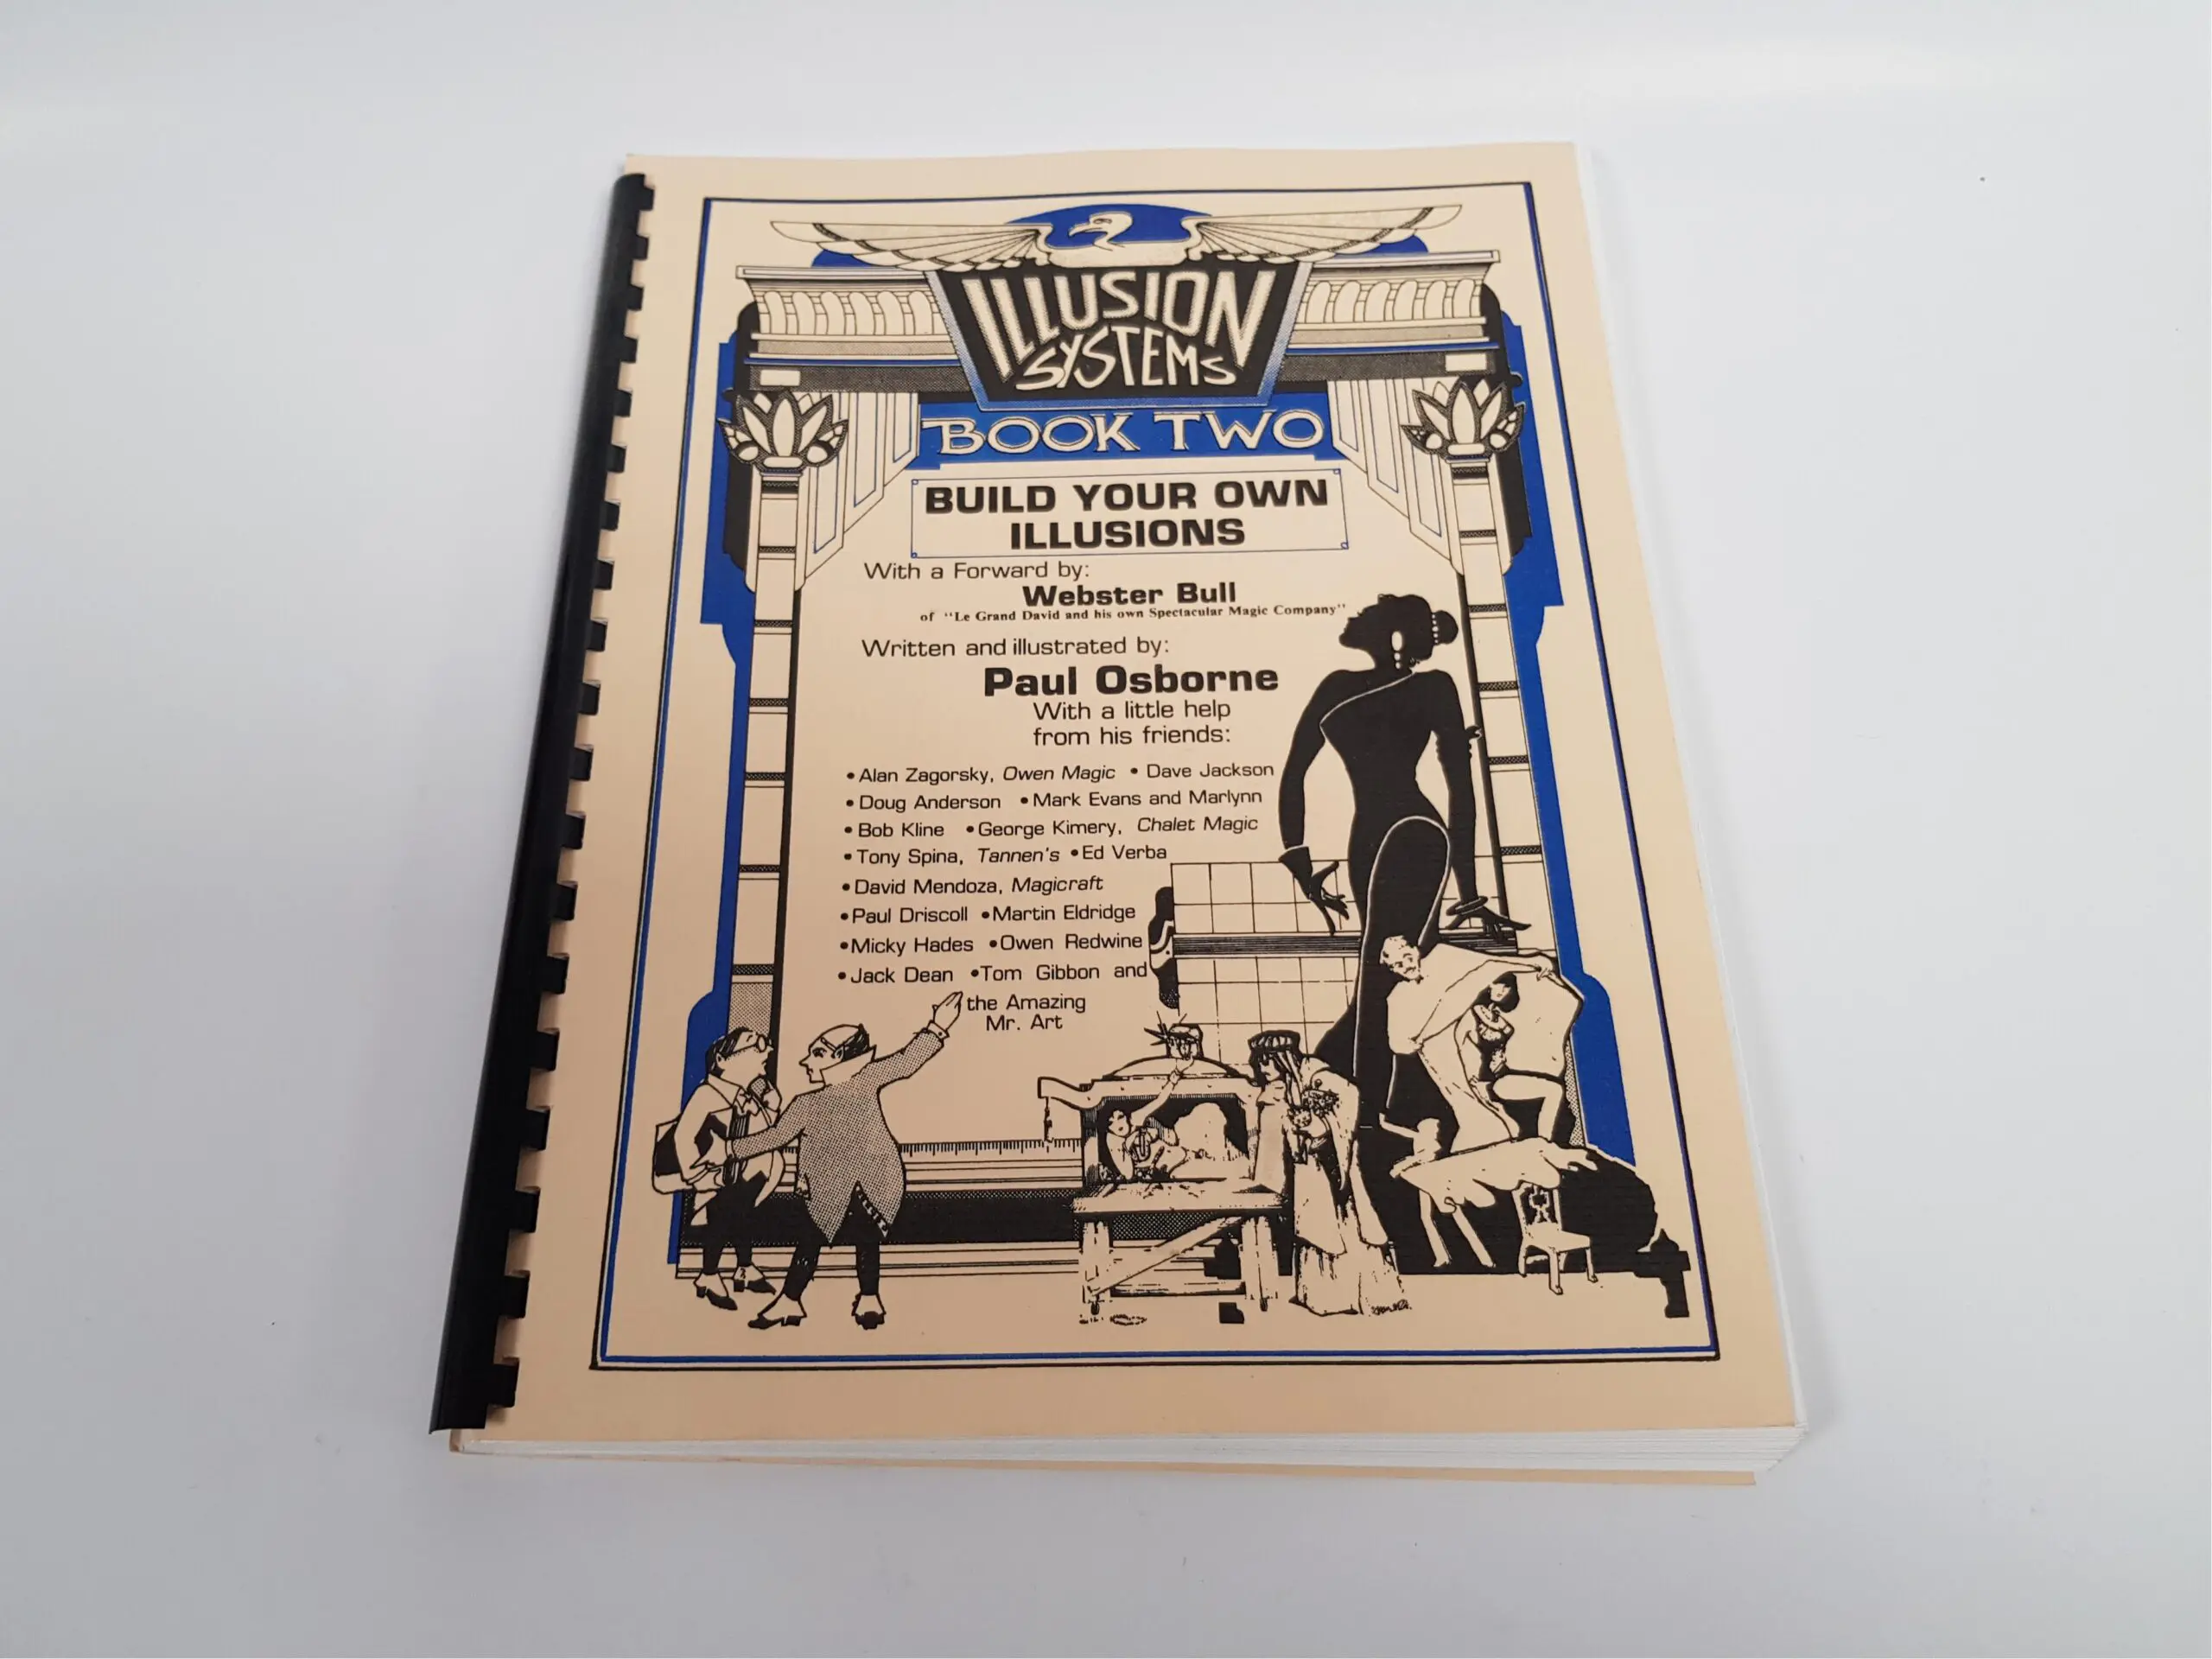 ILLUSION
SYSTEMS
BOOK TWO
BUILD YOUR OWN
ILLUSIONS
With a Forward by:
Webster Bull
of "Le Grand David and his own Spectacular Magic Company"
Written and illustrated by:
Paul Osborne
With a little help
from his friends:
• Alan Zagorsky, Owen Magic • Dave Jackson
• Doug Anderson • Mark Evans and Marlynn
• Bob Kline • George Kimery, Chalet Magic
• Tony Spina, Tannen's • Ed Verba
• David Mendoza, Magicraft
• Paul Driscoll • Martin Eldridge
• Micky Hades • Owen Redwine
• Jack Dean • Tom Gibbon and
the Amazing
Mr. Art